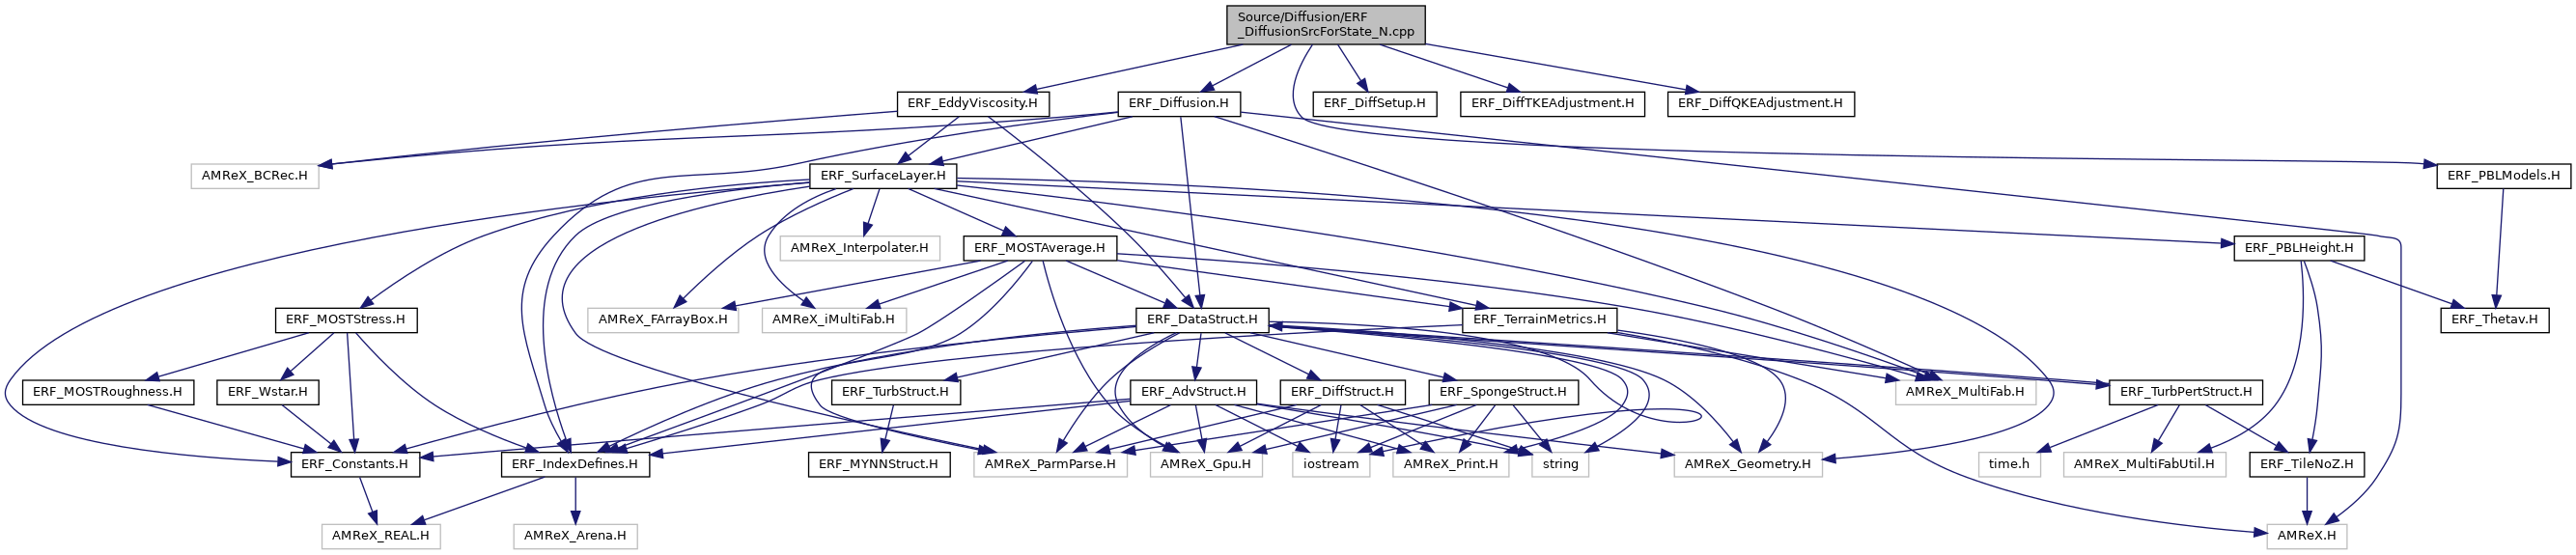 Source/Diffusion/ERF
_DiffusionSrcForState_N.cpp
ERF_EddyViscosity.H
ERF_Diffusion.H
ERF_DiffSetup.H
ERF_DiffTKEAdjustment.H
ERF_DiffQKEAdjustment.H
AMReX_BCRec.H
ERF_SurfaceLayer.H
ERF_PBLModels.H
AMReX_Interpolater.H
ERF_MOSTAverage.H
ERF_PBLHeight.H
ERF_MOSTStress.H
AMReX_FArrayBox.H
AMReX_iMultiFab.H
ERF_DataStruct.H
ERF_TerrainMetrics.H
ERF_Thetav.H
ERF_MOSTRoughness.H
ERF_Wstar.H
ERF_TurbStruct.H
ERF_AdvStruct.H
ERF_DiffStruct.H
ERF_SpongeStruct.H
AMReX_MultiFab.H
ERF_TurbPertStruct.H
ERF_Constants.H
ERF_IndexDefines.H
ERF_MYNNStruct.H
AMReX_ParmParse.H
AMReX_Gpu.H
iostream
AMReX_Print.H
string
AMReX_Geometry.H
time.h
AMReX_MultiFabUtil.H
ERF_TileNoZ.H
AMReX_REAL.H
AMReX_Arena.H
AMReX.H